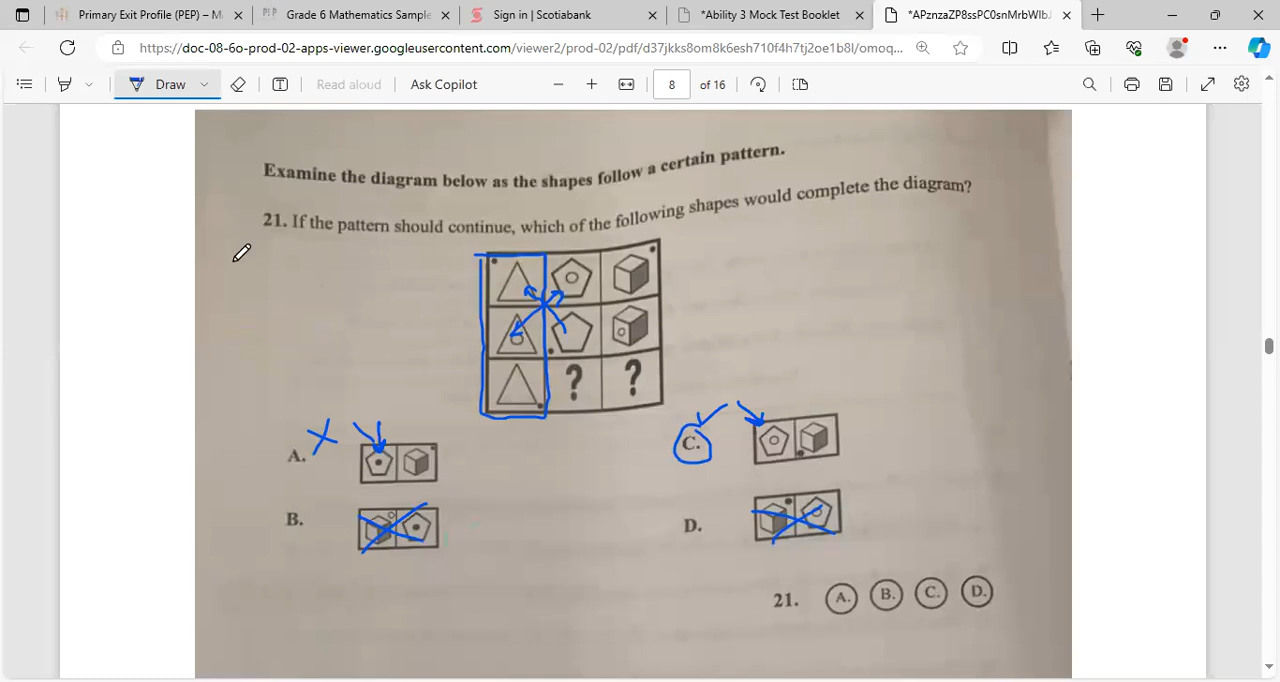 Primary Exit Profile (PEP) – M
Grade 6 Mathematics Sample
Sign in | Scotiabank
*Ability 3 Mock Test Booklet
*APznzaZP8ssPC0snMrbWIbJ
https://doc-08-6o-prod-02-apps-viewer.googleusercontent.com/viewer2/prod-02/pdf/d37jkks8om8k6esh710f4h7tj2oe1b8l/omoq...
Draw
Read aloud
Ask Copilot
8 of 16
Examine the diagram below as the shapes follow a certain pattern.
21. If the pattern should continue, which of the following shapes would complete the diagram?
? ?
A.
C.
B.
D.
21. A. B. C. D.